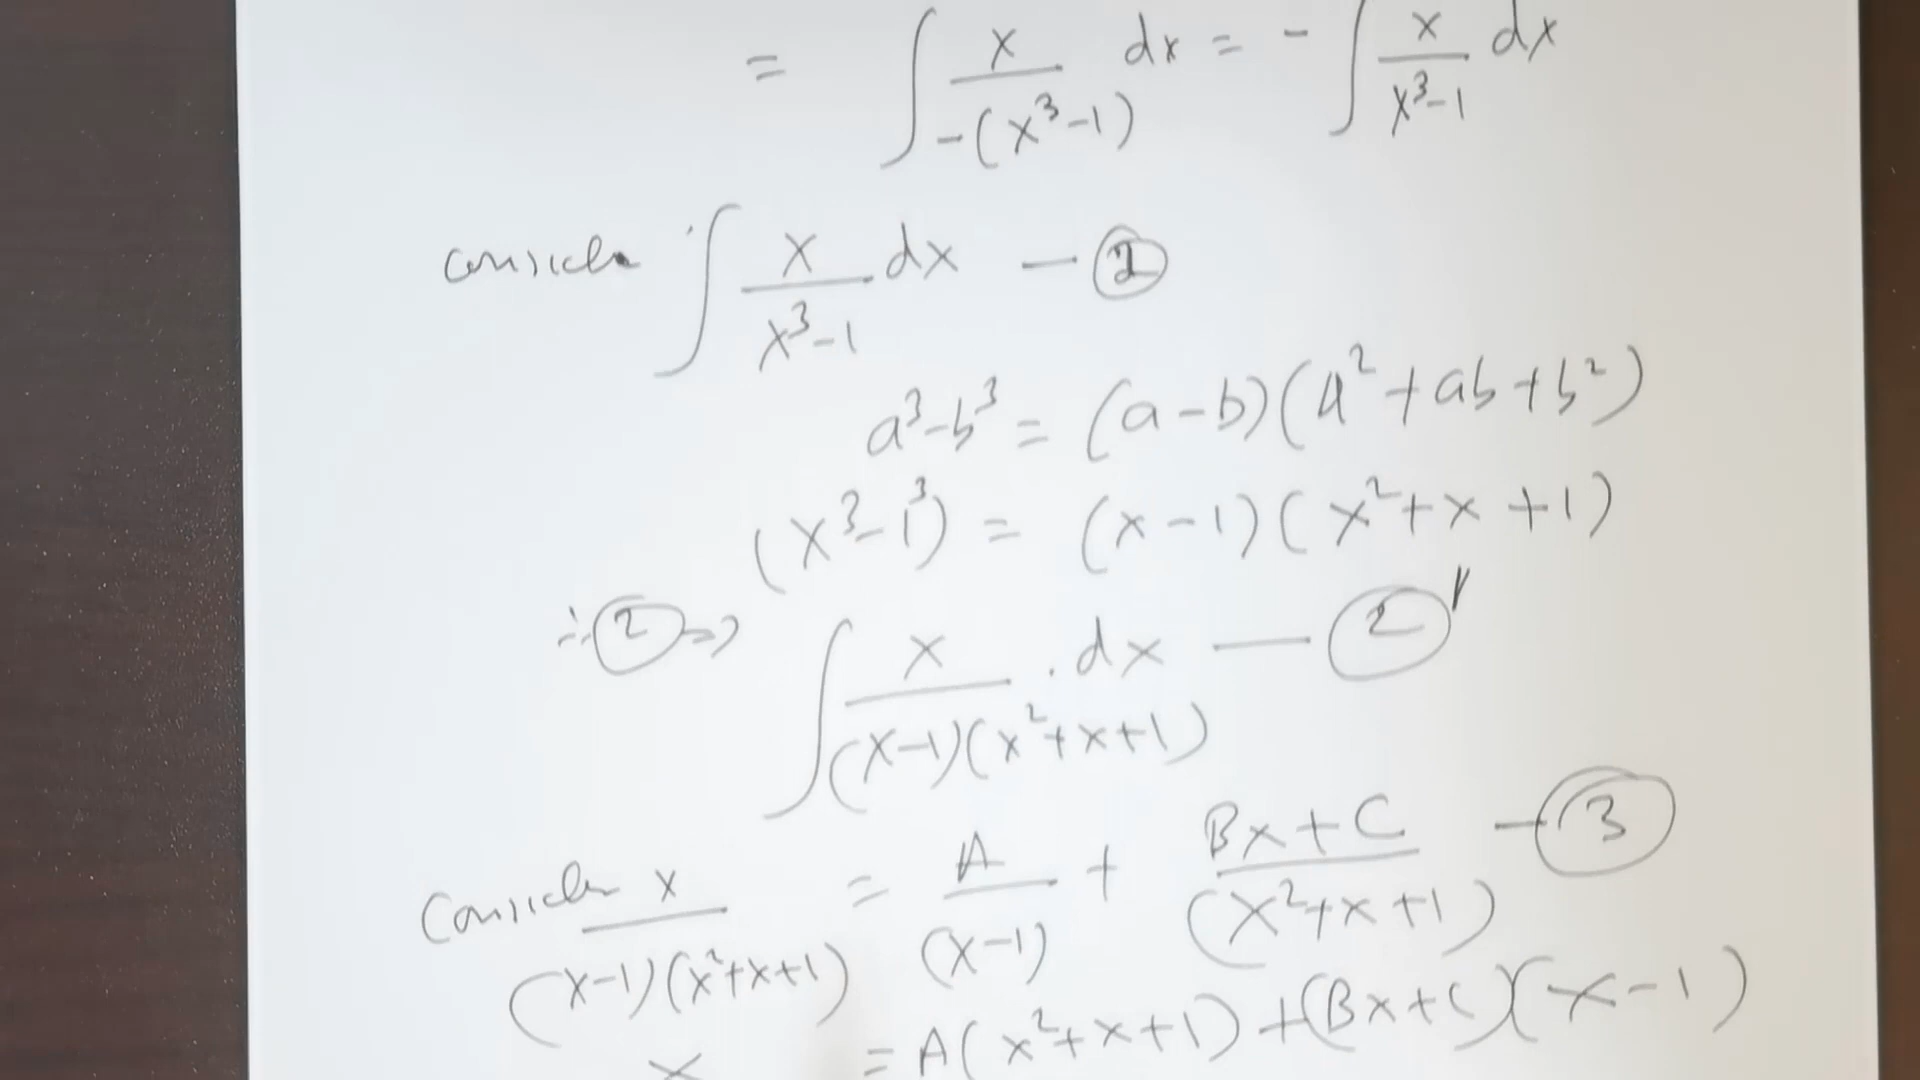 = ∫ x/-(x³-1) dx = - ∫ x/x³-1 dx
consider ∫ x/x³-1 dx — ②
a³-b³ = (a-b)(a²+ab+b²)
(x³-1³) = (x-1)(x²+x+1)
∴ ② => ∫ x/(x-1)(x²+x+1) . dx — ②'
Consider x/(x-1)(x²+x+1) = A/(x-1) + Bx+C/(x²+x+1) — ③
x = A(x²+x+1)+(Bx+C)(x-1)